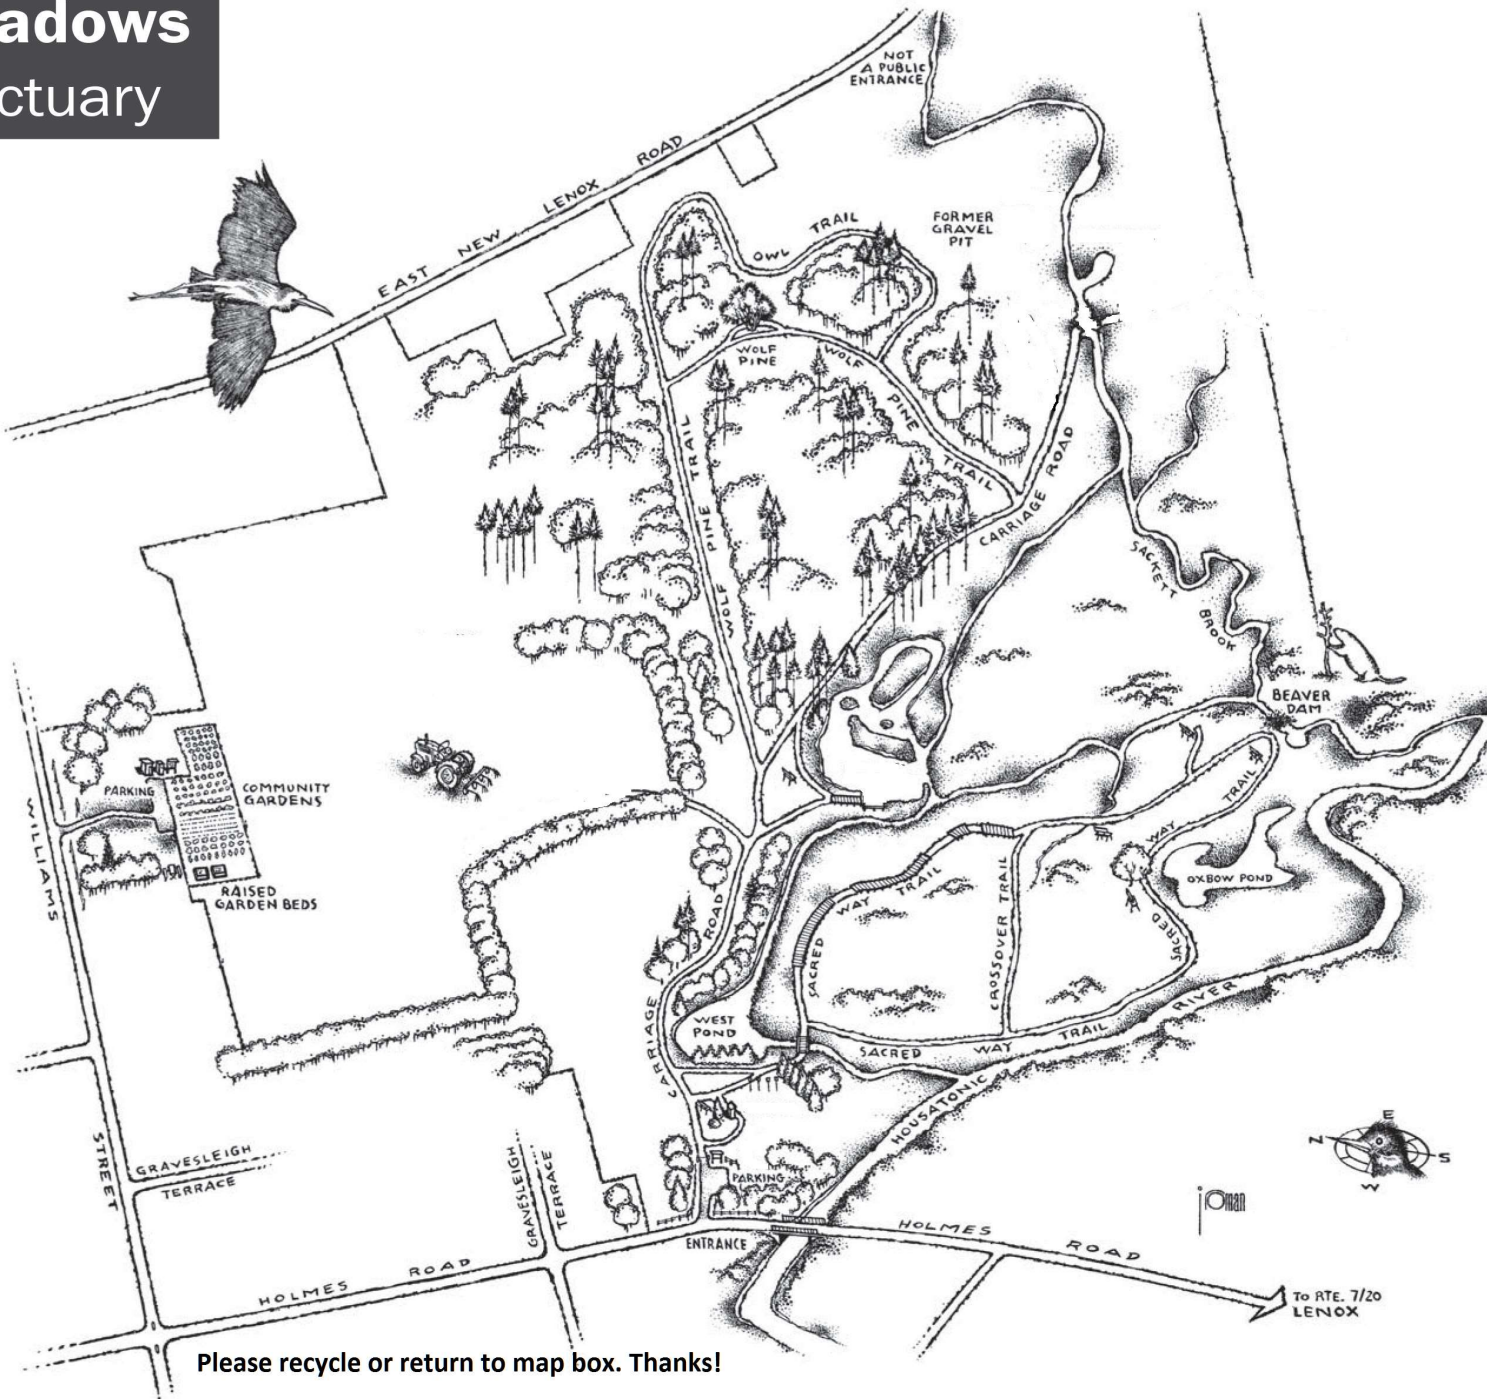 adows
ctuary
NOT
A PUBLIC
ENTRANCE
EAST NEW LENOX ROAD
OWL TRAIL
FORMER
GRAVEL
PIT
WOLF
PINE
WOLF PINE TRAIL
WOLF PINE TRAIL
CARRIAGE ROAD
SACKETT BROOK
BEAVER
DAM
PARKING
COMMUNITY
GARDENS
RAISED
GARDEN BEDS
WILLIAMS STREET
CARRIAGE ROAD
SACRED WAY TRAIL
CROSSOVER TRAIL
SACRED WAY TRAIL
OXBOW POND
WEST
POND
SACRED WAY TRAIL
HOUSATONIC RIVER
GRAVESLEIGH
TERRACE
GRAVESLEIGH
TERRACE
PARKING
ENTRANCE
HOLMES ROAD
HOLMES ROAD
N
E
S
W
TO RTE. 7/20
LENOX
Please recycle or return to map box. Thanks!